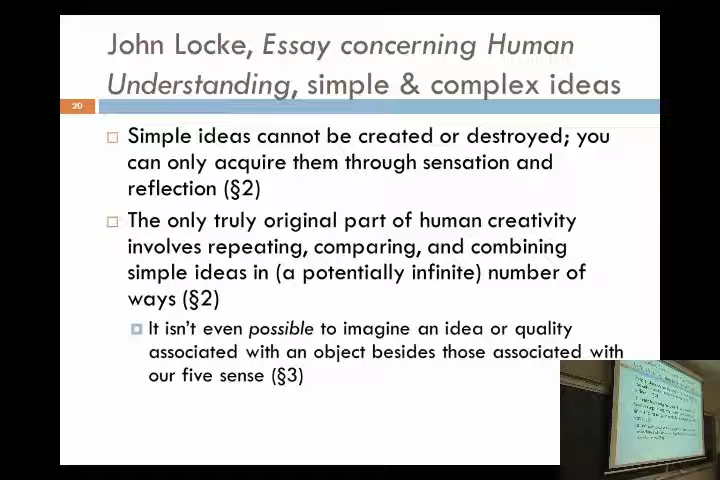 John Locke, Essay concerning Human
Understanding, simple & complex ideas
20
Simple ideas cannot be created or destroyed; you
can only acquire them through sensation and
reflection (§2)
The only truly original part of human creativity
involves repeating, comparing, and combining
simple ideas in (a potentially infinite) number of
ways (§2)
It isn't even possible to imagine an idea or quality
associated with an object besides those associated with
our five sense (§3)